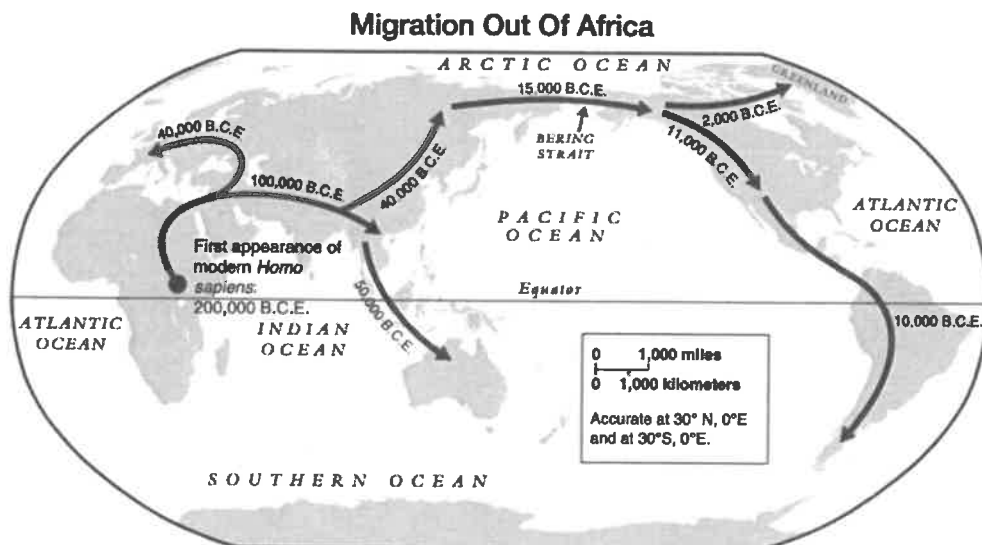 Migration Out Of Africa
ARCTIC OCEAN
GREENLAND
15,000 B.C.E.
2,000 B.C.E.
40,000 B.C.E
BERING
STRAIT
11,000 B.C.E.
100,000 B.C.E.
40,000 B.C.E.
PACIFIC
OCEAN
ATLANTIC
OCEAN
First appearance of
modern Homo
sapiens:
200,000 B.C.E.
50,000 B.C.E.
Equator
ATLANTIC
OCEAN
INDIAN
OCEAN
10,000 B.C.E.
0 1,000 miles
0 1,000 kilometers
Accurate at 30° N, 0°E
and at 30°S, 0°E.
SOUTHERN OCEAN